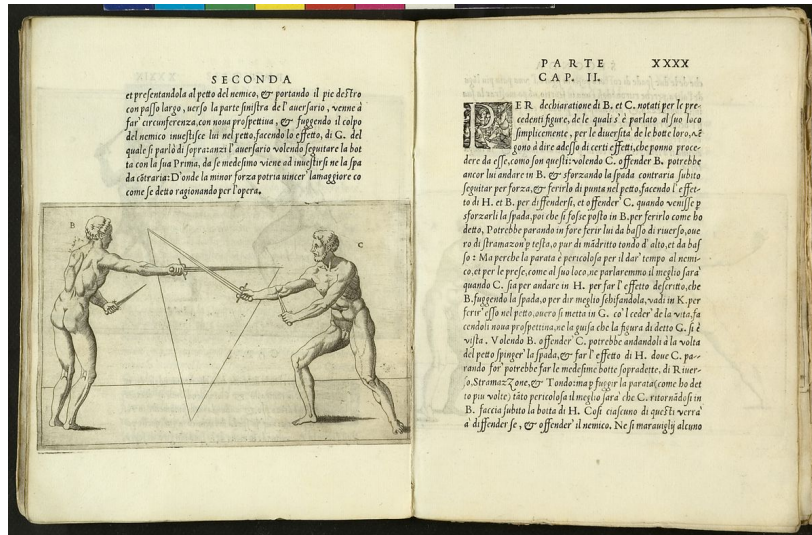 SECONDA
et presentandola al petto del nemico, & portando il pie destro
con passo largo, uerso la parte sinistra de l'auersario, venne à
far' circunferenza, con noua prospettiua, & fuggendo il colpo
del nemico inuestisce lui nel petto, facendo lo effetto, di G. del
quale si parlò di sopra: anzi l'auersario volendo seguitare la bot
ta con la sua Prima, da se medesimo viene ad inuestirsi ne la spa
da cōtraria: D'onde la minor forza potria uincer' la maggiore co
come se detto ragionando per l'opera.
B
C
PARTE XXXX
CAP. II.
PER dechiaratione di B. et C. notati per le pre-
cedenti figure, de le quali s'è parlato al suo loco
simplicemente, per le diuersita' de le botte loro, vē
gono à dire adesso di certi effetti, che ponno proce-
dere da esse, como son questi: volendo C. offender B. potrebbe
ancor lui andare in B. & sforzando la spada contraria subito
seguitar per forza, & ferirlo di punta nel petto, facendo l'effet-
to di H. et B. per diffendersi, et offender' C. quando venisse p
sforzarli la spada, poi che si fosse posto in B. per ferirlo come ho
detto, Potrebbe parando in fore ferir lui da basso di riuerso, oue
ro di stramazon' p testa, o pur di mādritto tondo d'alto, et da bas
so: Ma perche la parata è pericolosa per il dar' tempo al nemi-
co, et per le prese, come al suo loco, ne parlaremmo il meglio sara'
quando C. sia per andare in H. per far l'effetto descritto, che
B. fuggendo la spada, o per dir meglio schifandola, vadi in K. per
ferir' esso nel petto, ouero si metta in G. co'l ceder' de la vita, fa
cendoli noua prospettiua, ne la guisa che la figura di detto G. si è
vista, Volendo B. offender' C. potrebbe andandoli à la volta
del petto spinger' la spada, & far l'effetto di H. doue C. pa-
rando for' potrebbe far le medesime botte sopradette, di Riuer-
so, Stramazzone, & Tondo: ma p fuggir la parata (come ho det
to piu volte) tāto pericolosa il meglio sara' che C. ritornādosi in
B. faccia subito la botta di H. Cosi ciascuno di questi verra'
à diffender se, & offender' il nemico. Ne si marauigli alcuno